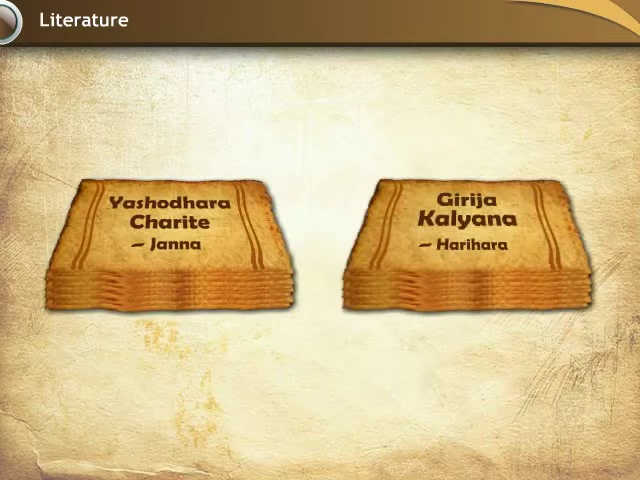 Literature
Yashodhara
Charite
~ Janna
Girija
Kalyana
~ Harihara